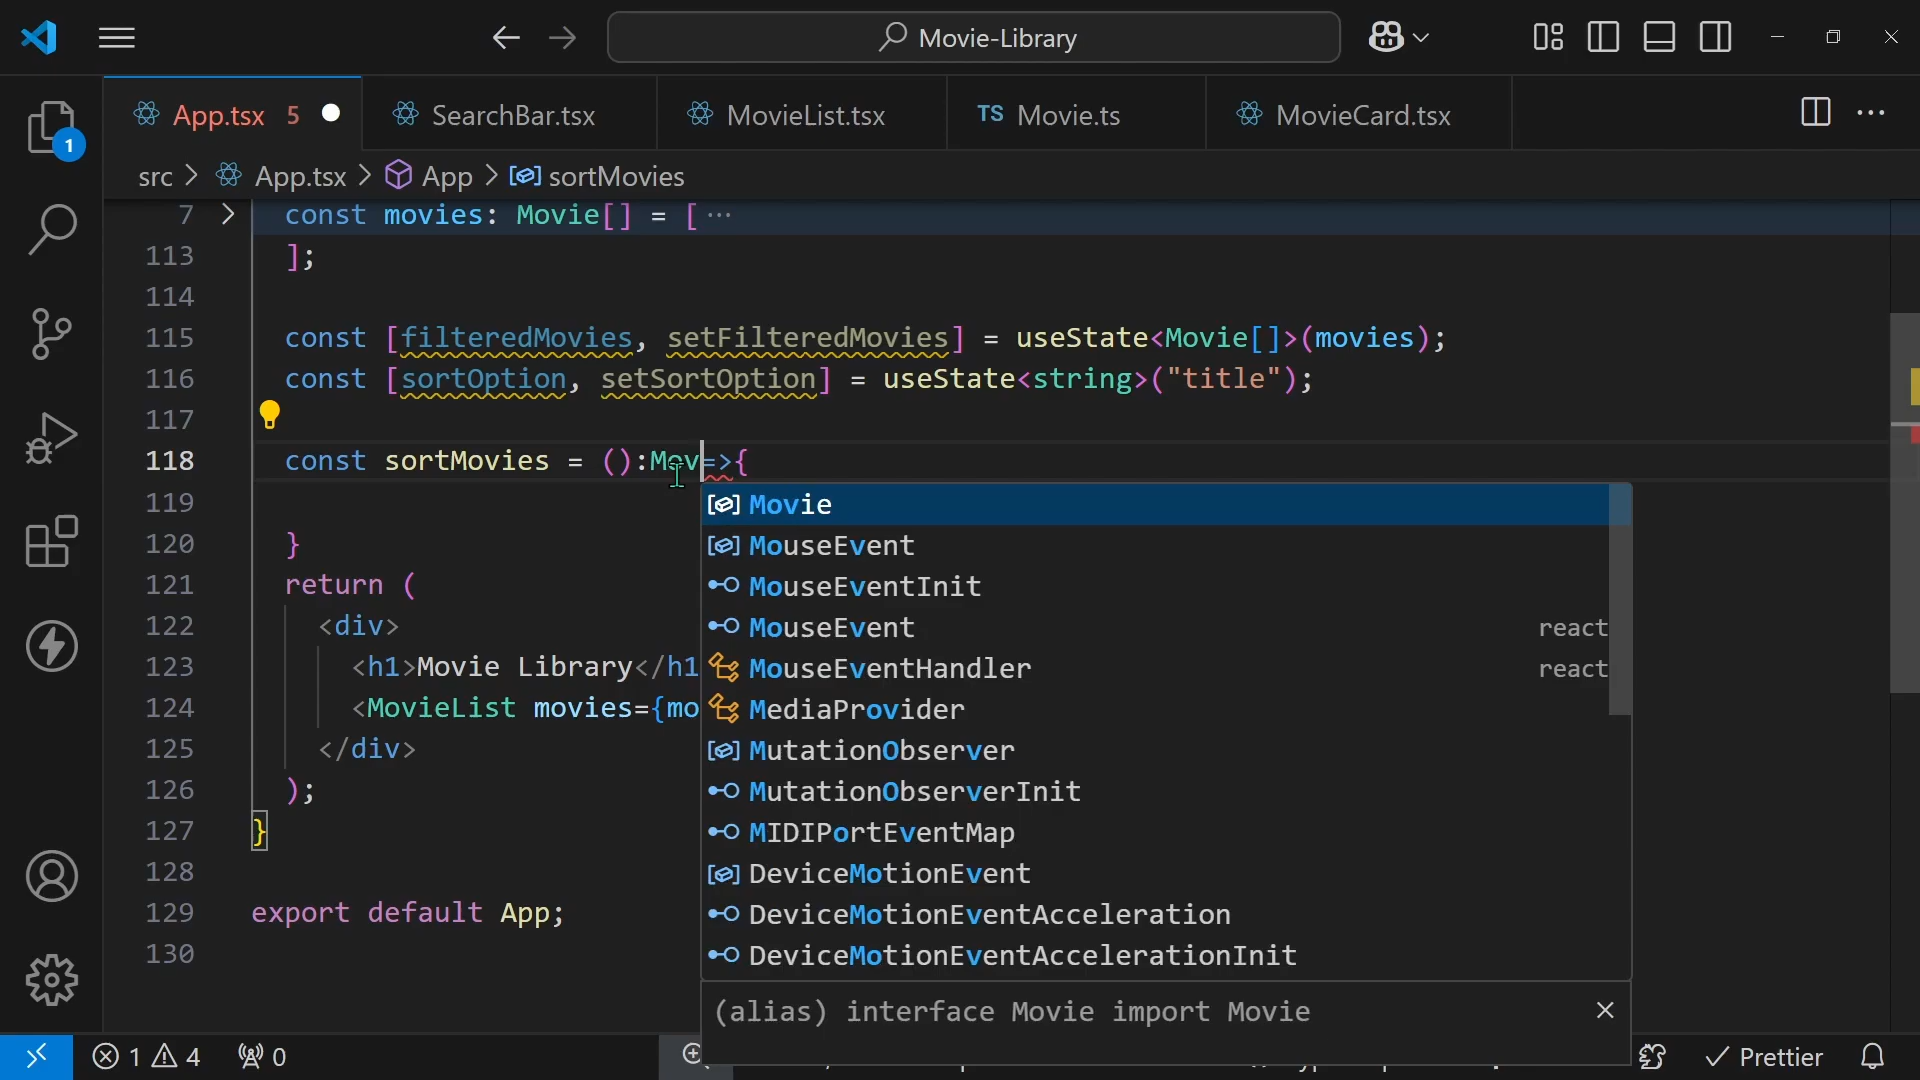 Movie-Library
App.tsx 5
SearchBar.tsx
MovieList.tsx
TS Movie.ts
MovieCard.tsx
1
src > App.tsx > App > sortMovies
7 const movies: Movie[] = [ ···
113 ];
114
115 const [filteredMovies, setFilteredMovies] = useState<Movie[]>(movies);
116 const [sortOption, setSortOption] = useState<string>("title");
117
118 const sortMovies = ():Mov=>{
119
120 }
121 return (
122 <div>
123 <h1>Movie Library</h1
124 <MovieList movies={mo
125 </div>
126 );
127 }
128
129 export default App;
130
Movie
MouseEvent
MouseEventInit
MouseEvent react
MouseEventHandler react
MediaProvider
MutationObserver
MutationObserverInit
MIDIPortEventMap
DeviceMotionEvent
DeviceMotionEventAcceleration
DeviceMotionEventAccelerationInit
(alias) interface Movie import Movie
1 4 0
Prettier